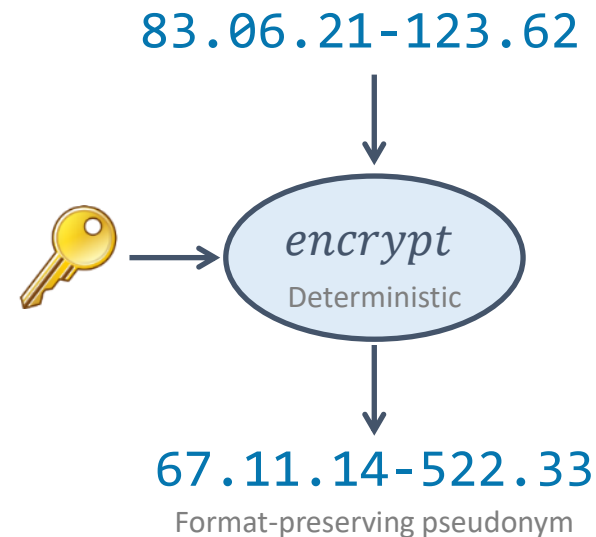 83.06.21-123.62
encrypt
Deterministic
67.11.14-522.33
Format-preserving pseudonym